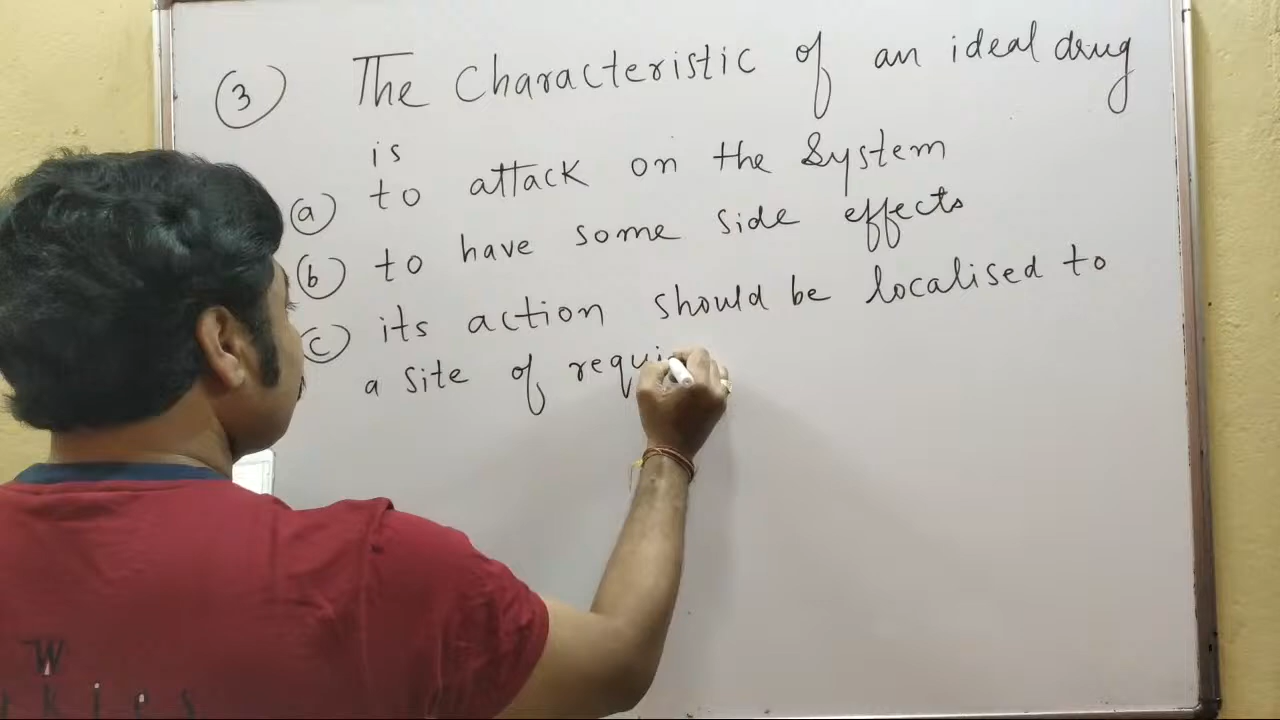 3 The Characteristic of an ideal drug
is
a to attack on the System
b to have some side effects
c its action should be localised to
a site of requi
W
rkies